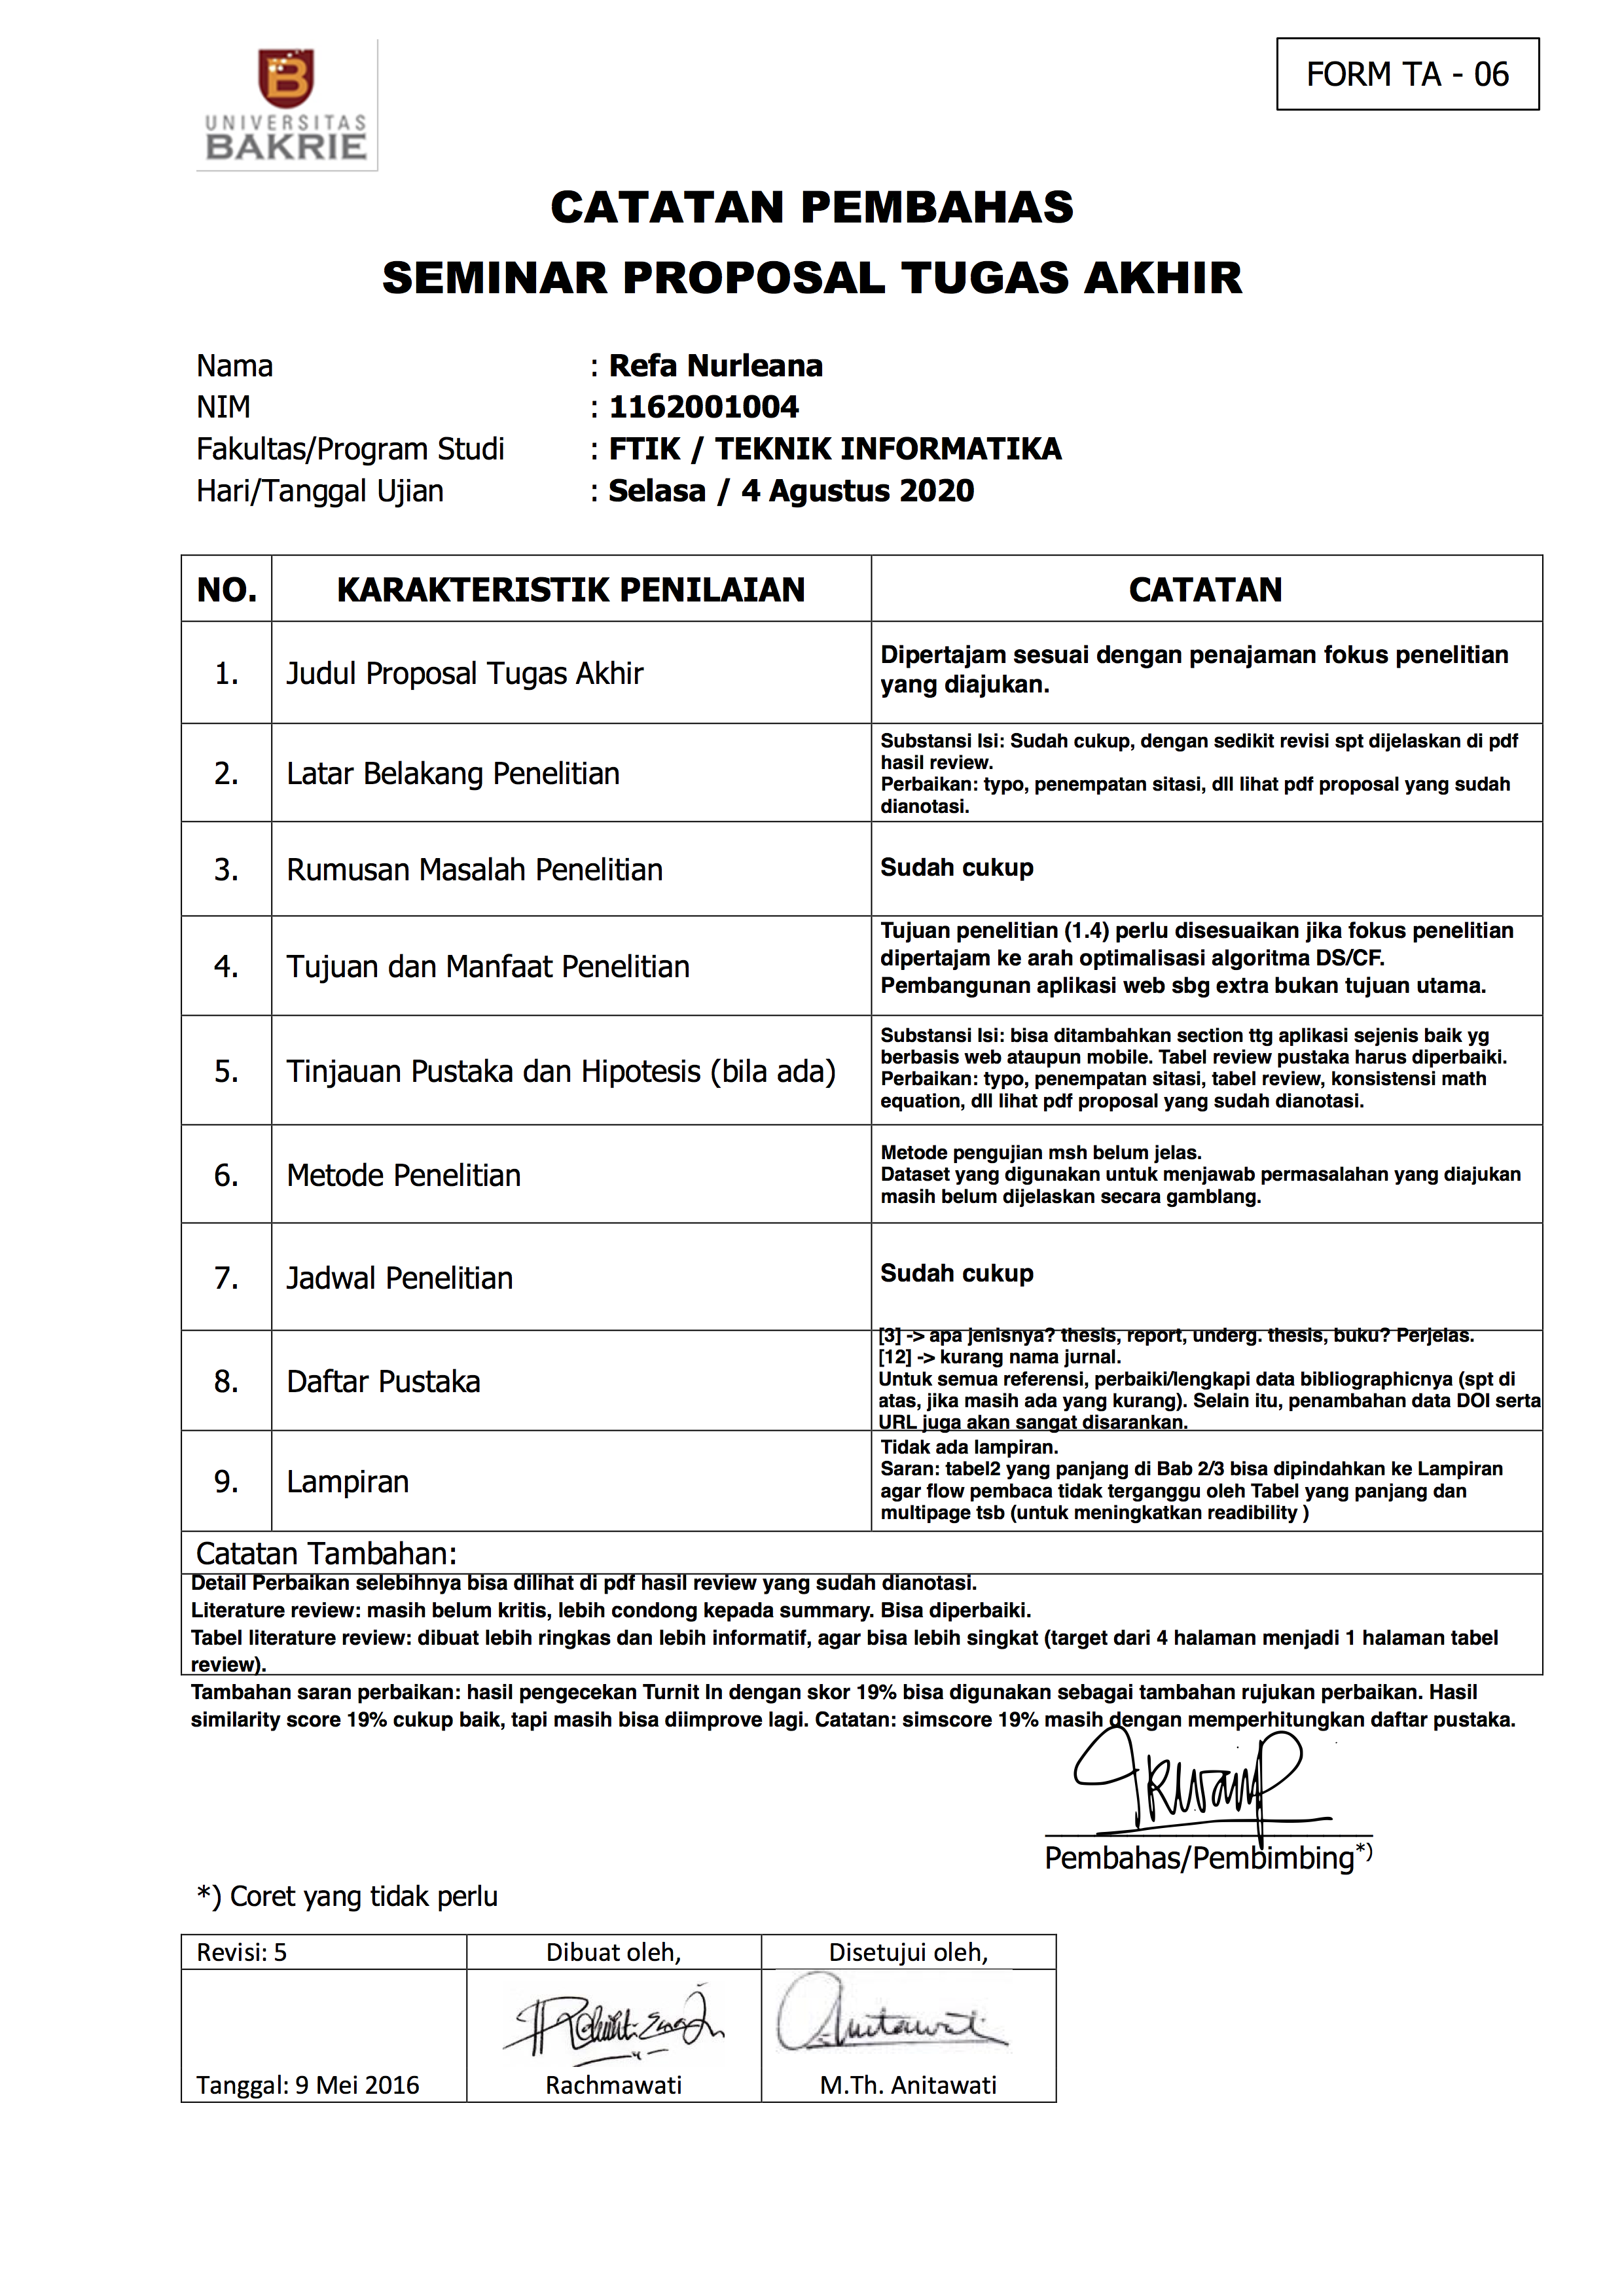 UNIVERSITAS
BAKRIE
FORM TA - 06
CATATAN PEMBAHAS
SEMINAR PROPOSAL TUGAS AKHIR
Nama : Refa Nurleana
NIM : 1162001004
Fakultas/Program Studi : FTIK / TEKNIK INFORMATIKA
Hari/Tanggal Ujian : Selasa / 4 Agustus 2020
NO. KARAKTERISTIK PENILAIAN CATATAN
1. Judul Proposal Tugas Akhir
Dipertajam sesuai dengan penajaman fokus penelitian
yang diajukan.
2. Latar Belakang Penelitian
Substansi Isi: Sudah cukup, dengan sedikit revisi spt dijelaskan di pdf
hasil review.
Perbaikan: typo, penempatan sitasi, dll lihat pdf proposal yang sudah
dianotasi.
3. Rumusan Masalah Penelitian
Sudah cukup
4. Tujuan dan Manfaat Penelitian
Tujuan penelitian (1.4) perlu disesuaikan jika fokus penelitian
dipertajam ke arah optimalisasi algoritma DS/CF.
Pembangunan aplikasi web sbg extra bukan tujuan utama.
5. Tinjauan Pustaka dan Hipotesis (bila ada)
Substansi Isi: bisa ditambahkan section ttg aplikasi sejenis baik yg
berbasis web ataupun mobile. Tabel review pustaka harus diperbaiki.
Perbaikan: typo, penempatan sitasi, tabel review, konsistensi math
equation, dll lihat pdf proposal yang sudah dianotasi.
6. Metode Penelitian
Metode pengujian msh belum jelas.
Dataset yang digunakan untuk menjawab permasalahan yang diajukan
masih belum dijelaskan secara gamblang.
7. Jadwal Penelitian
Sudah cukup
8. Daftar Pustaka
[3] -> apa jenisnya? thesis, report, underg. thesis, buku? Perjelas.
[12] -> kurang nama jurnal.
Untuk semua referensi, perbaiki/lengkapi data bibliographicnya (spt di
atas, jika masih ada yang kurang). Selain itu, penambahan data DOI serta
URL juga akan sangat disarankan.
9. Lampiran
Tidak ada lampiran.
Saran: tabel2 yang panjang di Bab 2/3 bisa dipindahkan ke Lampiran
agar flow pembaca tidak terganggu oleh Tabel yang panjang dan
multipage tsb (untuk meningkatkan readibility )
Catatan Tambahan:
Detail Perbaikan selebihnya bisa dilihat di pdf hasil review yang sudah dianotasi.
Literature review: masih belum kritis, lebih condong kepada summary. Bisa diperbaiki.
Tabel literature review: dibuat lebih ringkas dan lebih informatif, agar bisa lebih singkat (target dari 4 halaman menjadi 1 halaman tabel
review).
Tambahan saran perbaikan: hasil pengecekan Turnit In dengan skor 19% bisa digunakan sebagai tambahan rujukan perbaikan. Hasil
similarity score 19% cukup baik, tapi masih bisa diimprove lagi. Catatan: simscore 19% masih dengan memperhitungkan daftar pustaka.
Pembahas/Pembimbing*)
*) Coret yang tidak perlu
Revisi: 5 Dibuat oleh, Disetujui oleh,
Anitawati
Tanggal: 9 Mei 2016 Rachmawati M.Th. Anitawati